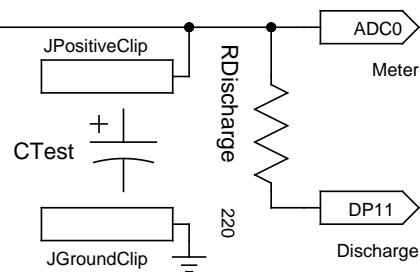 JPositiveClip
ADC0
Meter
RDischarge
+
CTest
220
DP11
JGroundClip
Discharge